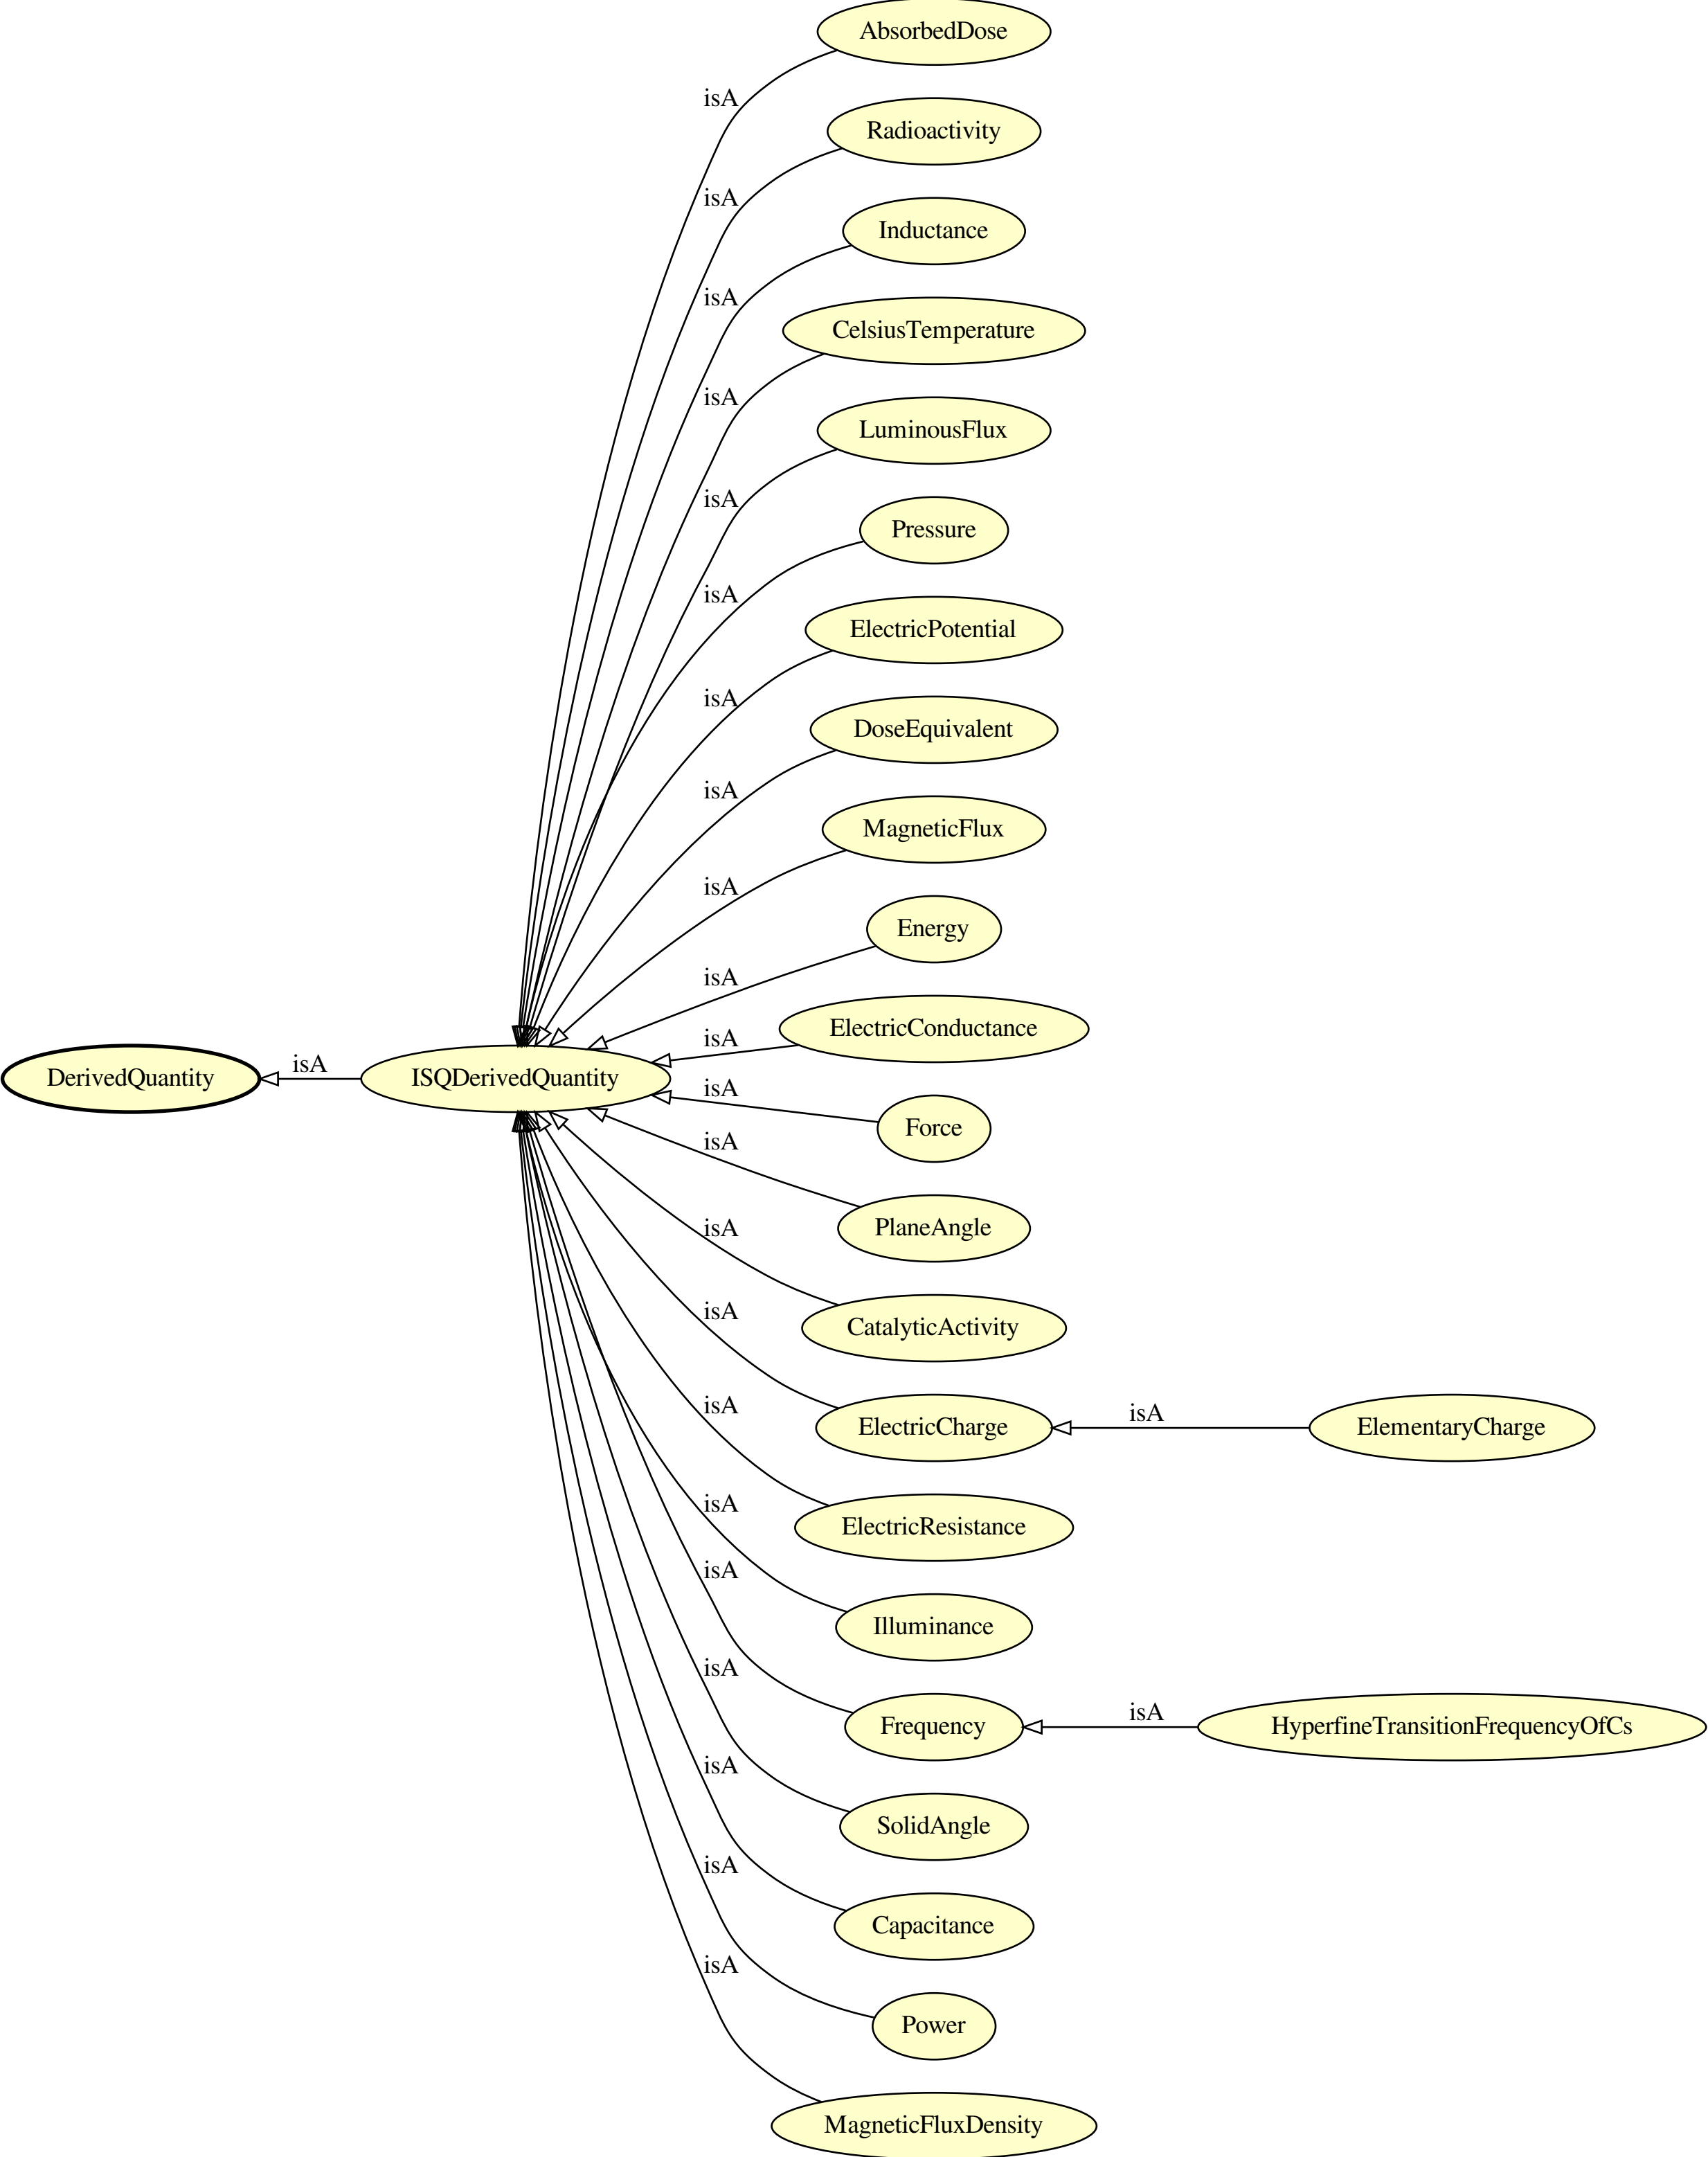 AbsorbedDose
isA
Radioactivity
isA
Inductance
isA
CelsiusTemperature
isA
LuminousFlux
isA
Pressure
isA
ElectricPotential
isA
DoseEquivalent
isA
MagneticFlux
isA
Energy
isA
ElectricConductance
isA
DerivedQuantity
isA
ISQDerivedQuantity
isA
Force
isA
PlaneAngle
isA
CatalyticActivity
isA
ElectricCharge
isA
ElementaryCharge
isA
ElectricResistance
isA
Illuminance
isA
Frequency
isA
HyperfineTransitionFrequencyOfCs
isA
SolidAngle
isA
Capacitance
isA
Power
isA
MagneticFluxDensity